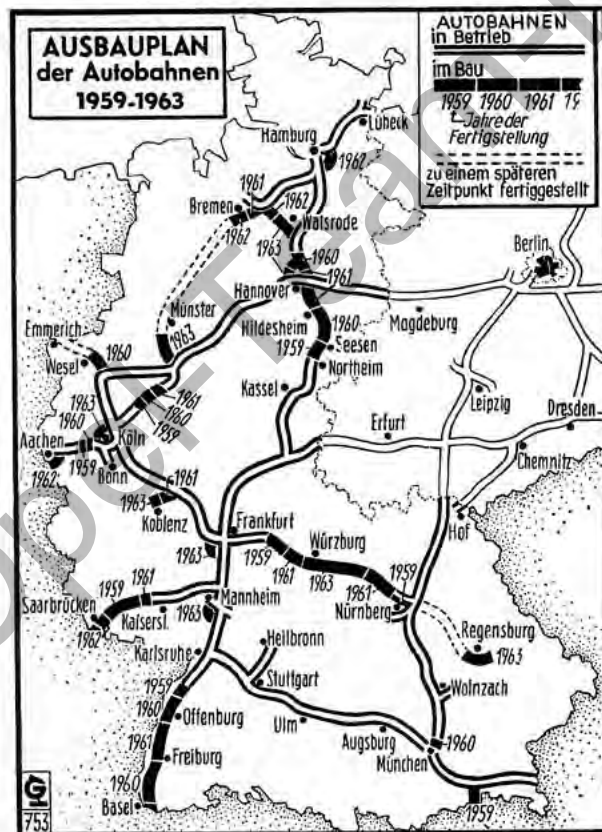 AUSBAUPLAN
der Autobahnen
1959-1963
AUTOBAHNEN
in Betrieb
im Bau
1959 1960 1961 19
Jahre der
Fertigstellung
zu einem späteren
Zeitpunkt fertiggestellt
Lübeck
Hamburg
1962
1961
Bremen
1962
1962
Walsrode
1963
1960
1961
Hannover
Berlin
Münster
1963
Hildesheim
1960
Magdeburg
Emmerich
1960
Wesel
1959
Seesen
Northeim
Kassel
Leipzig
1961
1960
1959
1963
1960
Köln
Aachen
1959
1962
Bonn
Erfurt
Dresden
Chemnitz
1961
1963
Koblenz
Hof
Frankfurt
1963
1959
1961
Würzburg
1963
1961
1959
Nürnberg
1959
1961
Saarbrücken
1962
Kaisersl.
Mannheim
1963
Regensburg
1963
Heilbronn
Karlsruhe
Stuttgart
Wolnzach
1959
1960
Offenburg
Ulm
Augsburg
1960
München
1961
Freiburg
1960
Basel
1959
G
753